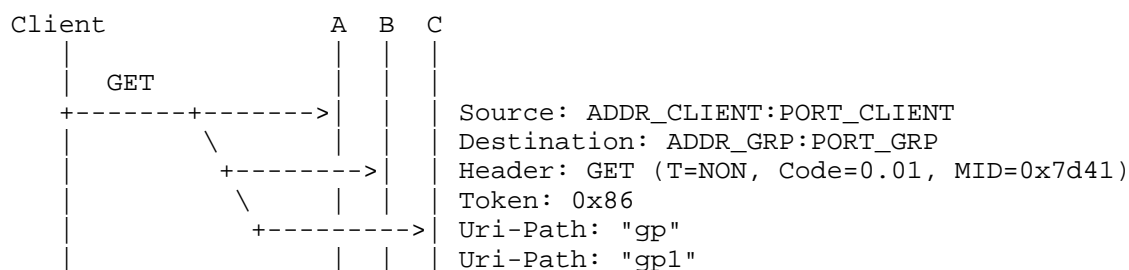 Client A B C
GET
Source: ADDR_CLIENT:PORT_CLIENT
Destination: ADDR_GRP:PORT_GRP
Header: GET (T=NON, Code=0.01, MID=0x7d41)
Token: 0x86
Uri-Path: "gp"
Uri-Path: "gp1"